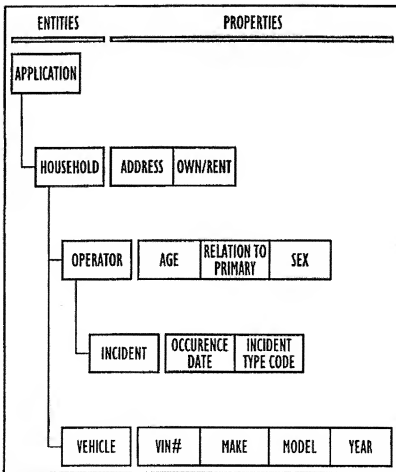 ENTITIES PROPERTIES
APPLICATION
HOUSEHOLD ADDRESS OWN/RENT
OPERATOR AGE RELATION TO PRIMARY SEX
INCIDENT OCCURENCE DATE INCIDENT TYPE CODE
VEHICLE VIN# MAKE MODEL YEAR